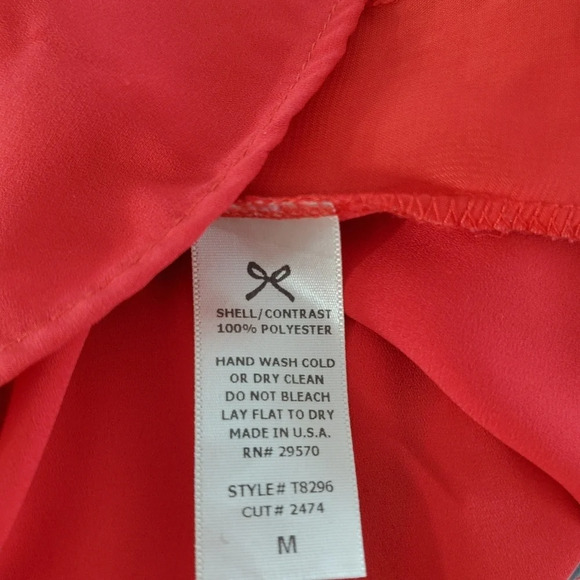 SHELL/CONTRAST
100% POLYESTER
HAND WASH COLD
OR DRY CLEAN
DO NOT BLEACH
LAY FLAT TO DRY
MADE IN U.S.A.
RN# 29570
STYLE# T8296
CUT# 2474
M